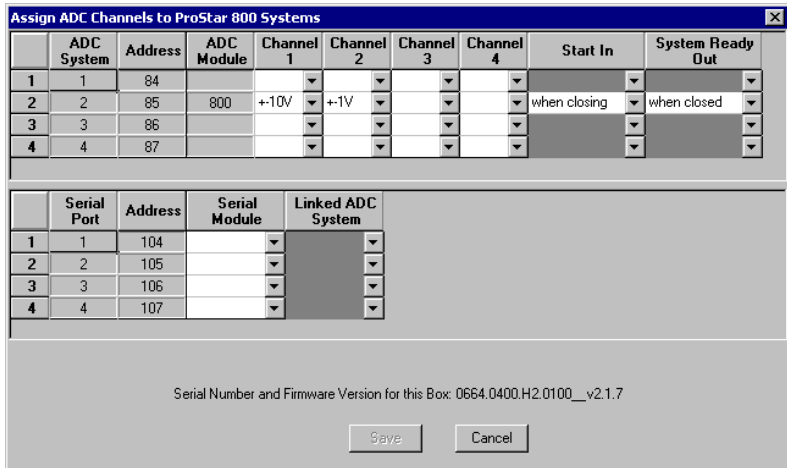 Assign ADC Channels to ProStar 800 Systems
ADC System Address ADC Module Channel 1 Channel 2 Channel 3 Channel 4 Start In System Ready Out
1 1 84
2 2 85 800 +-10V +-1V when closing when closed
3 3 86
4 4 87
Serial Port Address Serial Module Linked ADC System
1 1 104
2 2 105
3 3 106
4 4 107
Serial Number and Firmware Version for this Box: 0664.0400.H2.0100__v2.1.7
Save Cancel